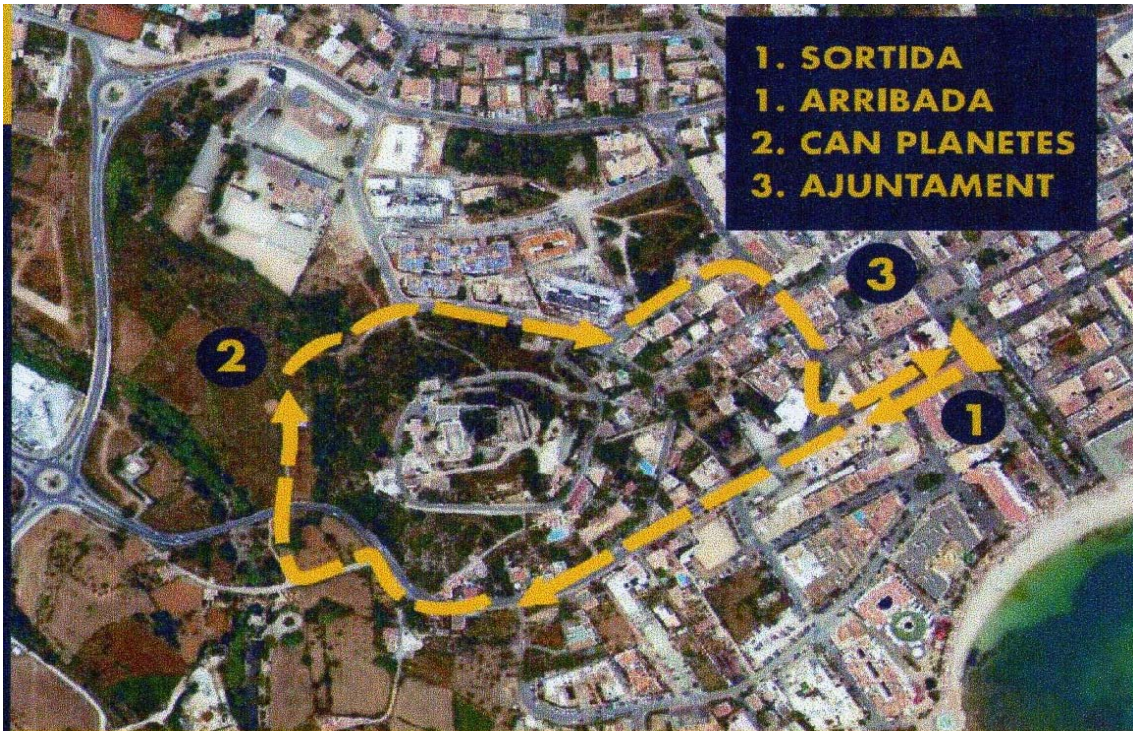 1. SORTIDA
1. ARRIBADA
2. CAN PLANETES
3. AJUNTAMENT
3
2
1